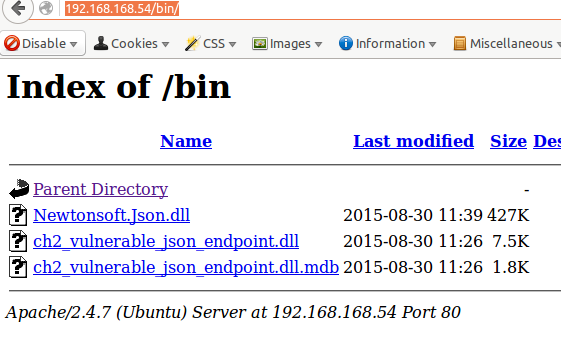 192.168.168.54/bin/
Disable Cookies CSS Images Information Miscellaneous
Index of /bin
Name Last modified Size Des
Parent Directory -
Newtonsoft.Json.dll 2015-08-30 11:39 427K
ch2_vulnerable_json_endpoint.dll 2015-08-30 11:26 7.5K
ch2_vulnerable_json_endpoint.dll.mdb 2015-08-30 11:26 1.8K
Apache/2.4.7 (Ubuntu) Server at 192.168.168.54 Port 80